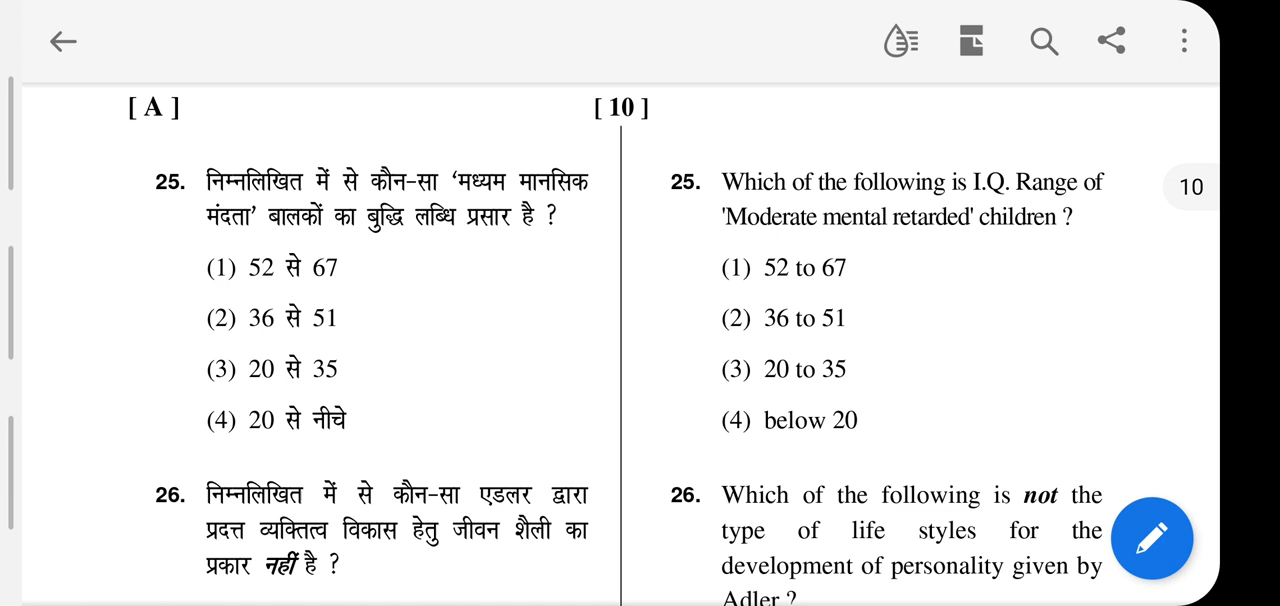 [ A ]
[ 10 ]
10
25. निम्नलिखित में से कौन-सा ‘मध्यम मानसिक
मंदता’ बालकों का बुद्धि लब्धि प्रसार है ?
(1) 52 से 67
(2) 36 से 51
(3) 20 से 35
(4) 20 से नीचे
26. निम्नलिखित में से कौन-सा एडलर द्वारा
प्रदत्त व्यक्तित्व विकास हेतु जीवन शैली का
प्रकार नहीं है ?
25. Which of the following is I.Q. Range of
'Moderate mental retarded' children ?
(1) 52 to 67
(2) 36 to 51
(3) 20 to 35
(4) below 20
26. Which of the following is not the
type of life styles for the
development of personality given by
Adler ?